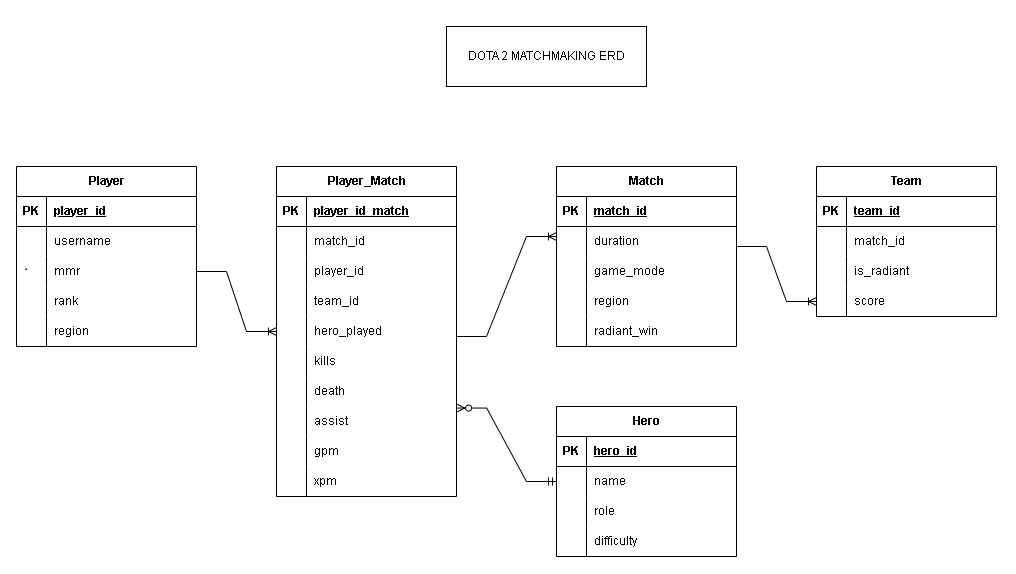 DOTA 2 MATCHMAKING ERD
Player
PK player_id
username
mmr
rank
region
Player_Match
PK player_id_match
match_id
player_id
team_id
hero_played
kills
death
assist
gpm
xpm
Match
PK match_id
duration
game_mode
region
radiant_win
Team
PK team_id
match_id
is_radiant
score
Hero
PK hero_id
name
role
difficulty